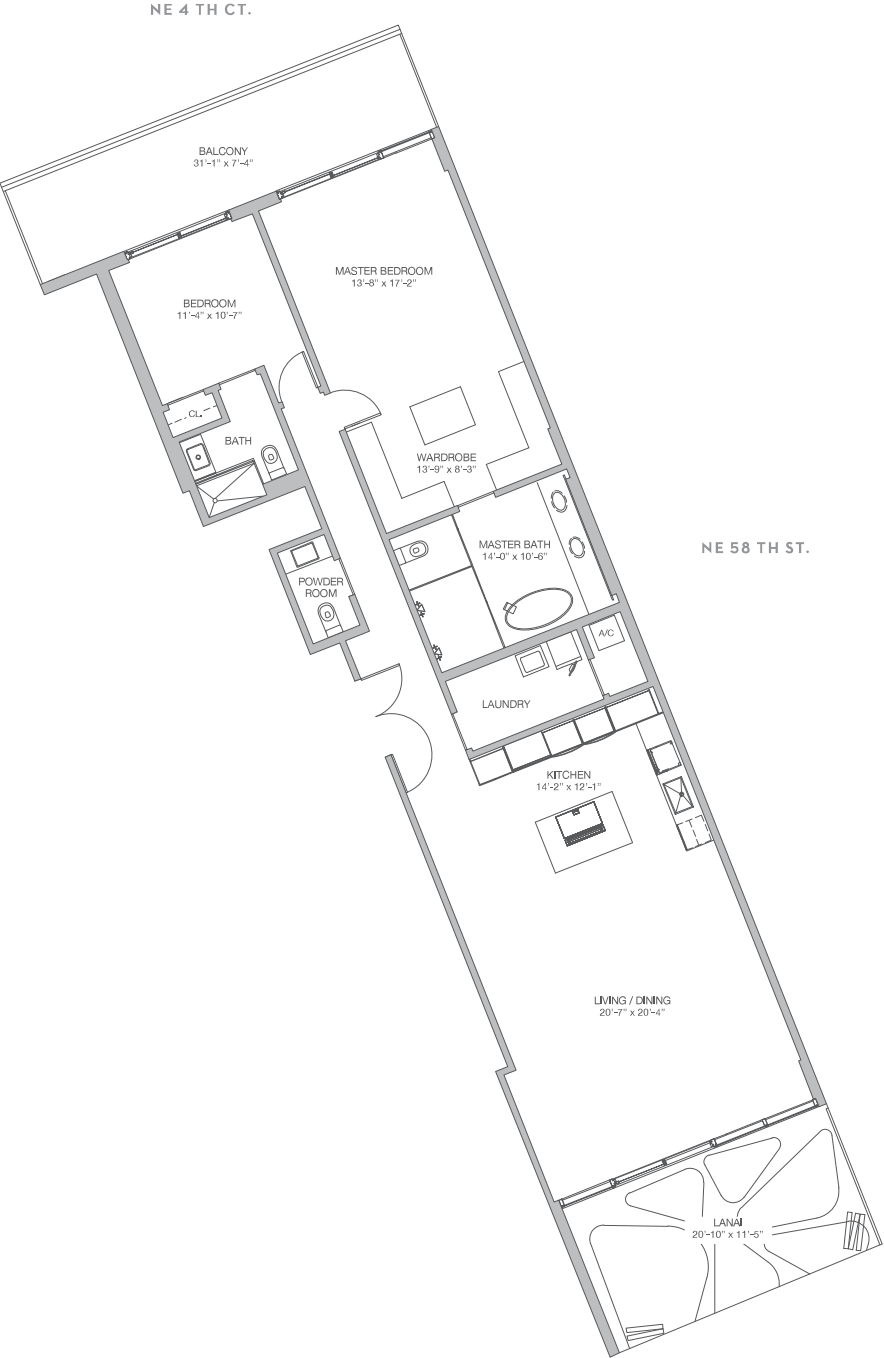 NE 4 TH CT.
BALCONY
31'-1" x 7'-4"
MASTER BEDROOM
13'-8" x 17'-2"
BEDROOM
11'-4" x 10'-7"
CL.
BATH
WARDROBE
13'-9" x 8'-3"
MASTER BATH
14'-0" x 10'-6"
NE 58 TH ST.
POWDER
ROOM
A/C
LAUNDRY
KITCHEN
14'-2" x 12'-1"
LIVING / DINING
20'-7" x 20'-4"
LANAI
20'-10" x 11'-5"